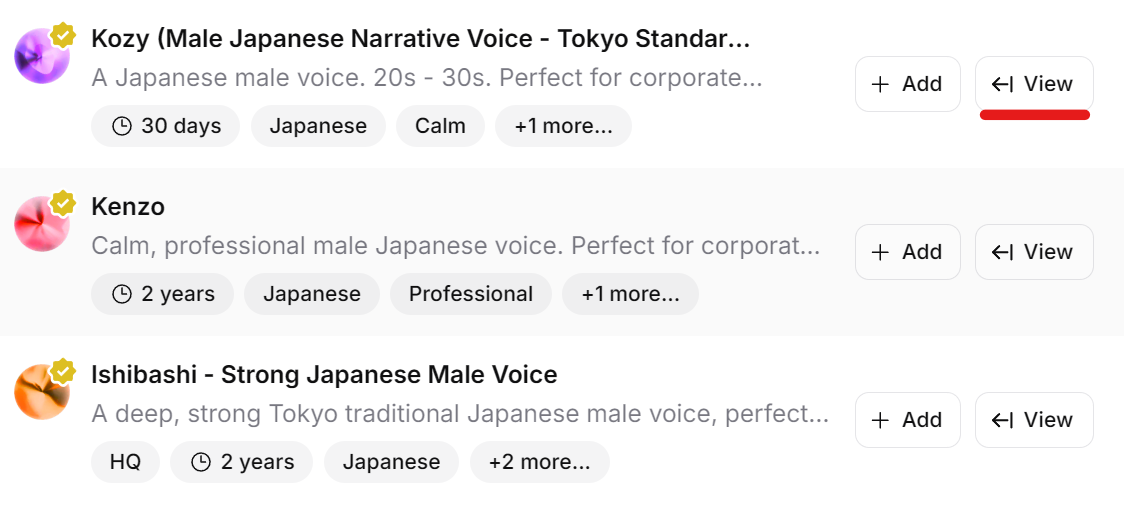 Kozy (Male Japanese Narrative Voice - Tokyo Standar...
A Japanese male voice. 20s - 30s. Perfect for corporate...
30 days Japanese Calm +1 more...
+ Add
View
Kenzo
Calm, professional male Japanese voice. Perfect for corporat...
2 years Japanese Professional +1 more...
+ Add
View
Ishibashi - Strong Japanese Male Voice
A deep, strong Tokyo traditional Japanese male voice, perfect...
HQ 2 years Japanese +2 more...
+ Add
View